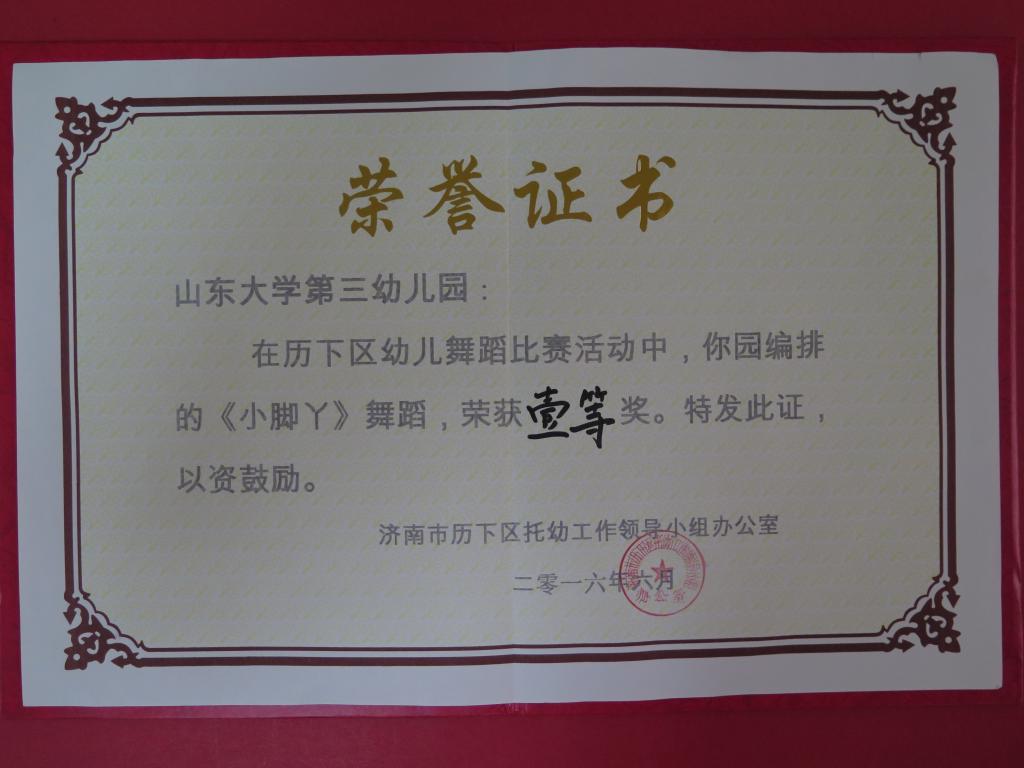 荣誉证书
山东大学第三幼儿园：
在历下区幼儿舞蹈比赛活动中，你园编排
的《小脚丫》舞蹈，荣获壹等奖。特发此证，
以资鼓励。
济南市历下区托幼工作领导小组办公室
二零一六年六月